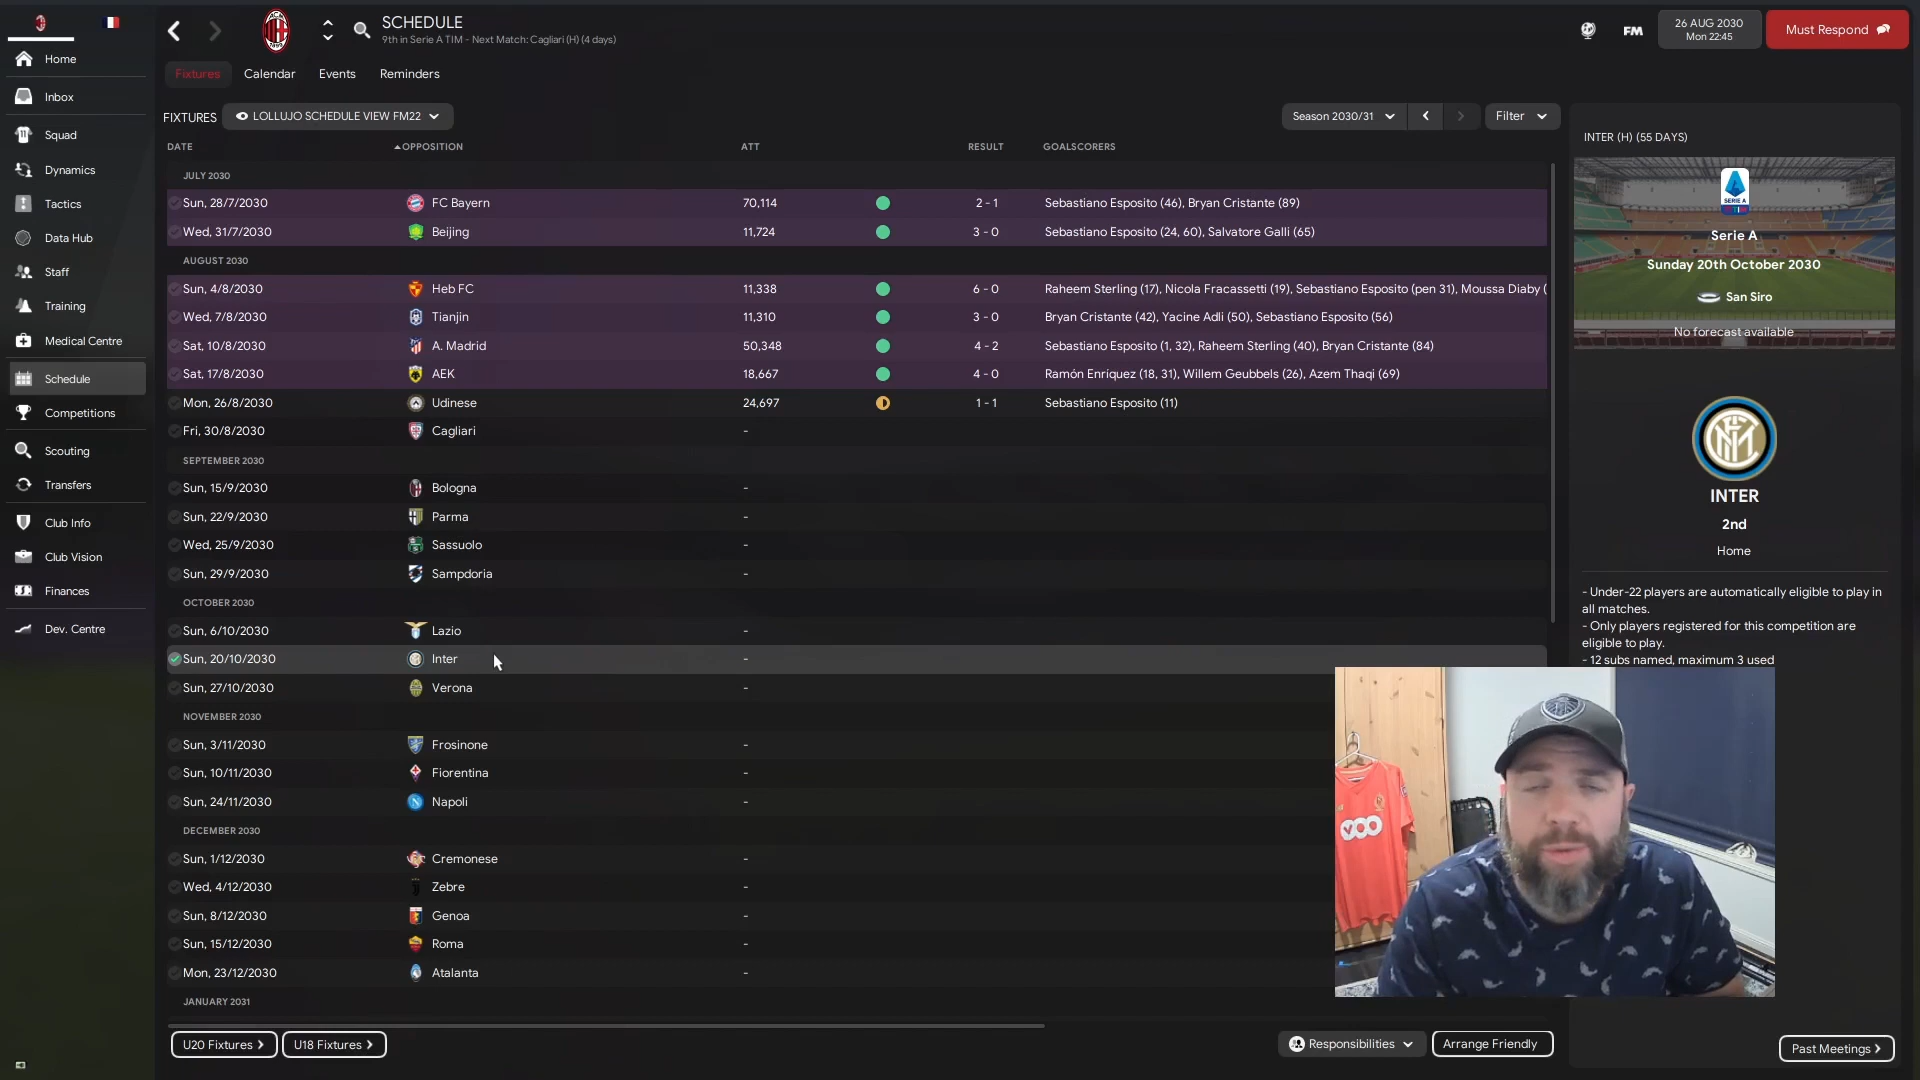 SCHEDULE
9th in Serie A TIM - Next Match: Cagliari (H) (4 days)
FM
26 AUG 2030
Mon 22:45
Must Respond
Home
Inbox
Squad
Dynamics
Tactics
Data Hub
Staff
Training
Medical Centre
Schedule
Competitions
Scouting
Transfers
Club Info
Club Vision
Finances
Dev. Centre
Fixtures Calendar Events Reminders
FIXTURES LOLLUJO SCHEDULE VIEW FM22 Season 2030/31 Filter
DATE OPPOSITION ATT RESULT GOALSCORERS
JULY 2030
Sun, 28/7/2030 FC Bayern 70,114 2 - 1 Sebastiano Esposito (46), Bryan Cristante (89)
Wed, 31/7/2030 Beijing 11,724 3 - 0 Sebastiano Esposito (24, 60), Salvatore Galli (65)
AUGUST 2030
Sun, 4/8/2030 Heb FC 11,338 6 - 0 Raheem Sterling (17), Nicola Fracassetti (19), Sebastiano Esposito (pen 31), Moussa Diaby (
Wed, 7/8/2030 Tianjin 11,310 3 - 0 Bryan Cristante (42), Yacine Adli (50), Sebastiano Esposito (56)
Sat, 10/8/2030 A. Madrid 50,348 4 - 2 Sebastiano Esposito (1, 32), Raheem Sterling (40), Bryan Cristante (84)
Sat, 17/8/2030 AEK 18,667 4 - 0 Ramón Enríquez (18, 31), Willem Geubbels (26), Azem Thaqi (69)
Mon, 26/8/2030 Udinese 24,697 1 - 1 Sebastiano Esposito (11)
Fri, 30/8/2030 Cagliari -
SEPTEMBER 2030
Sun, 15/9/2030 Bologna -
Sun, 22/9/2030 Parma -
Wed, 25/9/2030 Sassuolo -
Sun, 29/9/2030 Sampdoria -
OCTOBER 2030
Sun, 6/10/2030 Lazio -
Sun, 20/10/2030 Inter -
Sun, 27/10/2030 Verona -
NOVEMBER 2030
Sun, 3/11/2030 Frosinone -
Sun, 10/11/2030 Fiorentina -
Sun, 24/11/2030 Napoli -
DECEMBER 2030
Sun, 1/12/2030 Cremonese -
Wed, 4/12/2030 Zebre -
Sun, 8/12/2030 Genoa -
Sun, 15/12/2030 Roma -
Mon, 23/12/2030 Atalanta -
JANUARY 2031
U20 Fixtures U18 Fixtures Responsibilities Arrange Friendly
INTER (H) (55 DAYS)
SERIE A
Serie A
Sunday 20th October 2030
San Siro
No forecast available
INTER
2nd
Home
- Under-22 players are automatically eligible to play in
all matches.
- Only players registered for this competition are
eligible to play.
- 12 subs named, maximum 3 used
VOO
Past Meetings